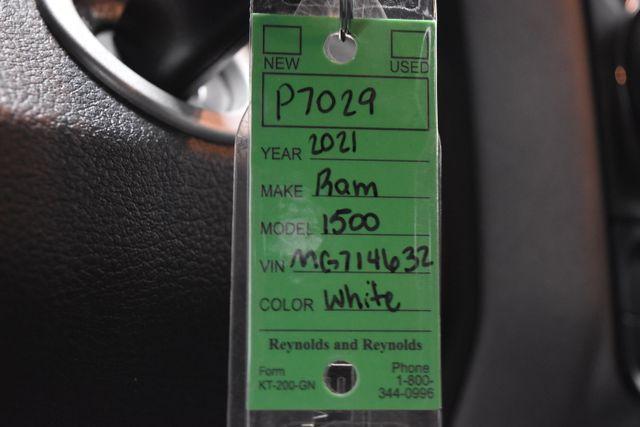 NEW USED
P7029
YEAR 2021
MAKE Ram
MODEL 1500
VIN MG714632
COLOR White
Reynolds and Reynolds
Form
KT-200-GN
Phone
1-800-
344-0996